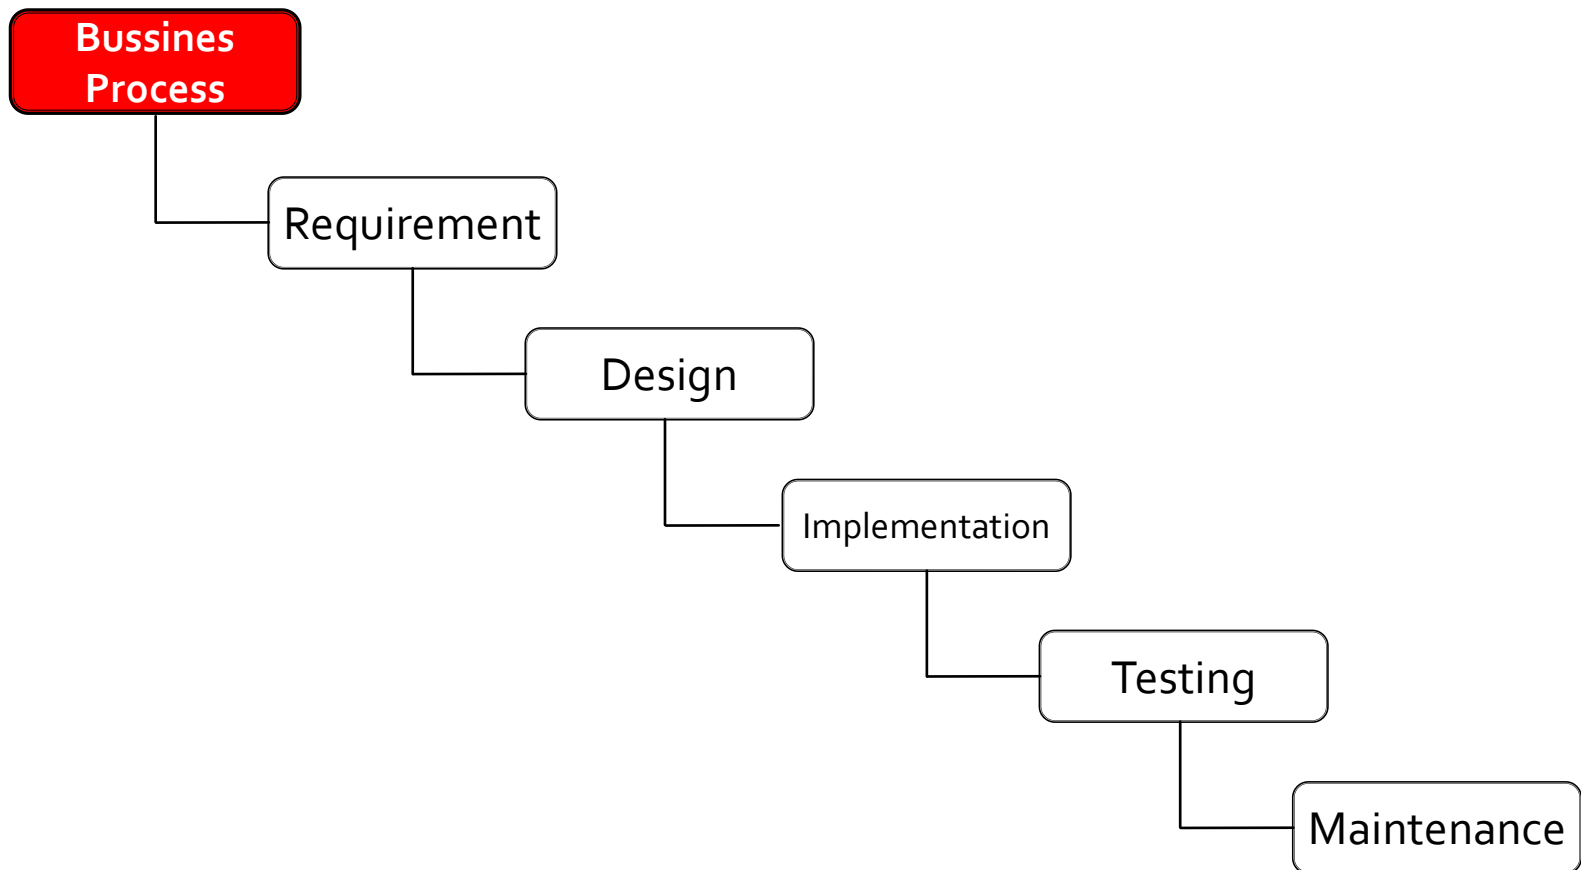 Bussines
Process
Requirement
Design
Implementation
Testing
Maintenance